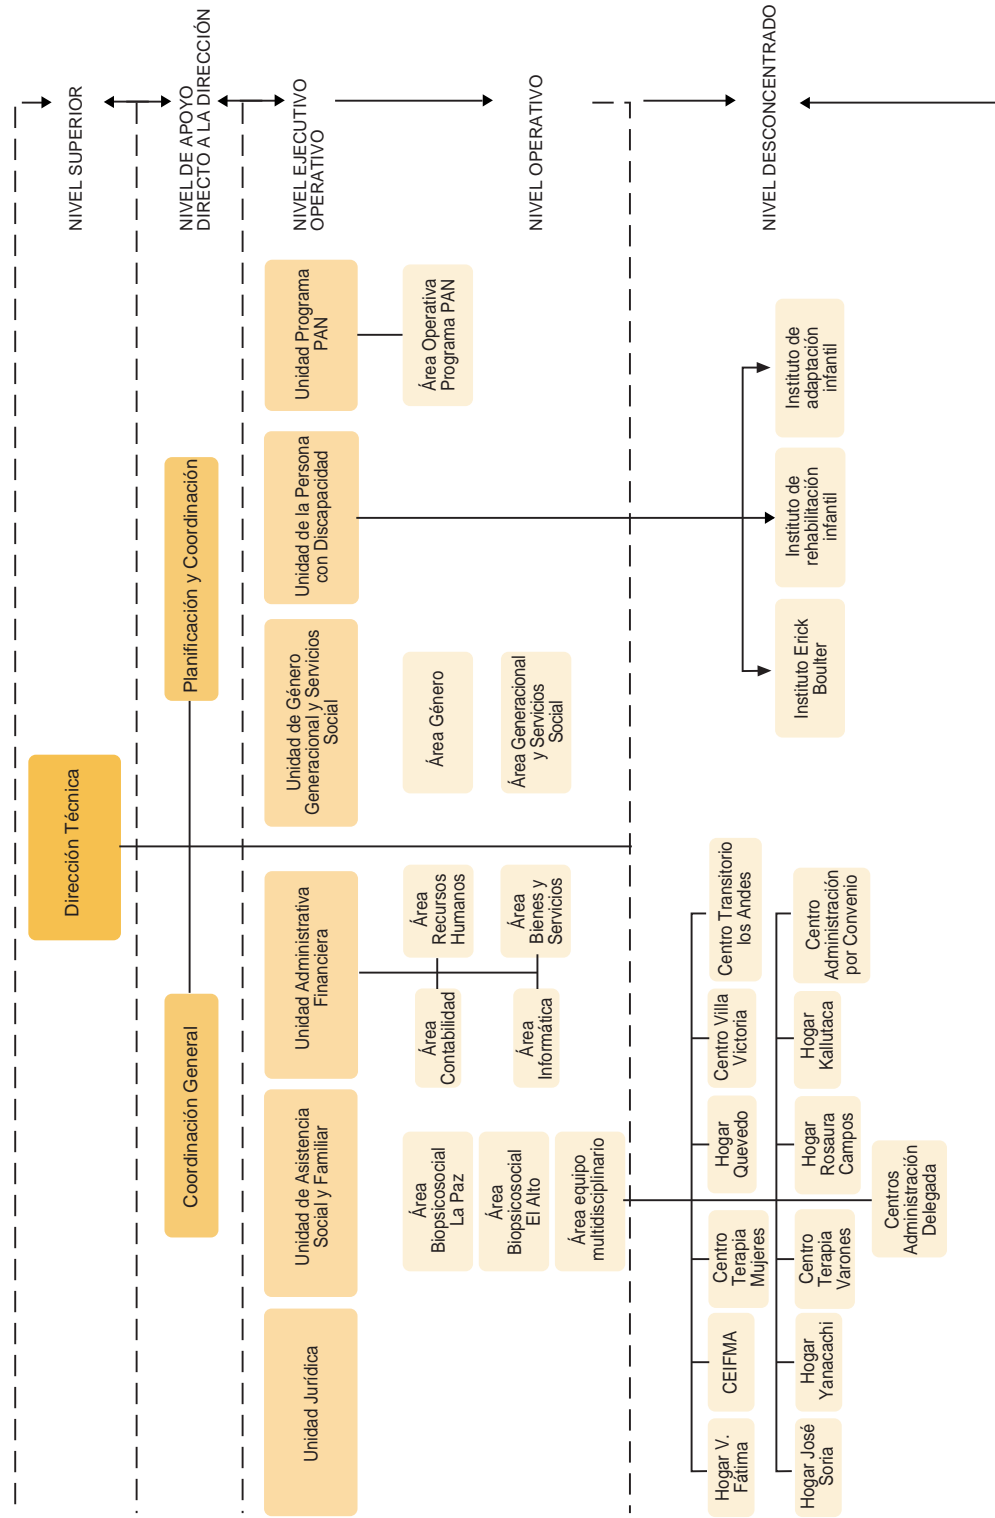 Dirección Técnica
NIVEL SUPERIOR
Coordinación General
Planificación y Coordinación
NIVEL DE APOYO
DIRECTO A LA DIRECCIÓN
Unidad Jurídica
Unidad de Asistencia
Social y Familiar
Unidad Administrativa
Financiera
Unidad de Género
Generacional y Servicios
Social
Unidad de la Persona
con Discapacidad
Unidad Programa
PAN
NIVEL EJECUTIVO
OPERATIVO
Área
Biopsicosocial
La Paz
Área
Biopsicosocial
El Alto
Área equipo
multidisciplinario
Área
Contabilidad
Área
Recursos
Humanos
Área
Informática
Área
Bienes y
Servicios
Área Género
Área Generacional
y Servicios
Social
Área Operativa
Programa PAN
NIVEL OPERATIVO
Hogar V.
Fátima
CEIFMA
Centro
Terapia
Mujeres
Hogar
Quevedo
Centro Villa
Victoria
Centro Transitorio
los Andes
Hogar José
Soria
Hogar
Yanacachi
Centro
Terapia
Varones
Hogar
Rosaura
Campos
Hogar
Kallutaca
Centro
Administración
por Convenio
Centros
Administración
Delegada
Instituto Erick
Boulter
Instituto de
rehabilitación
infantil
Instituto de
adaptación
infantil
NIVEL DESCONCENTRADO